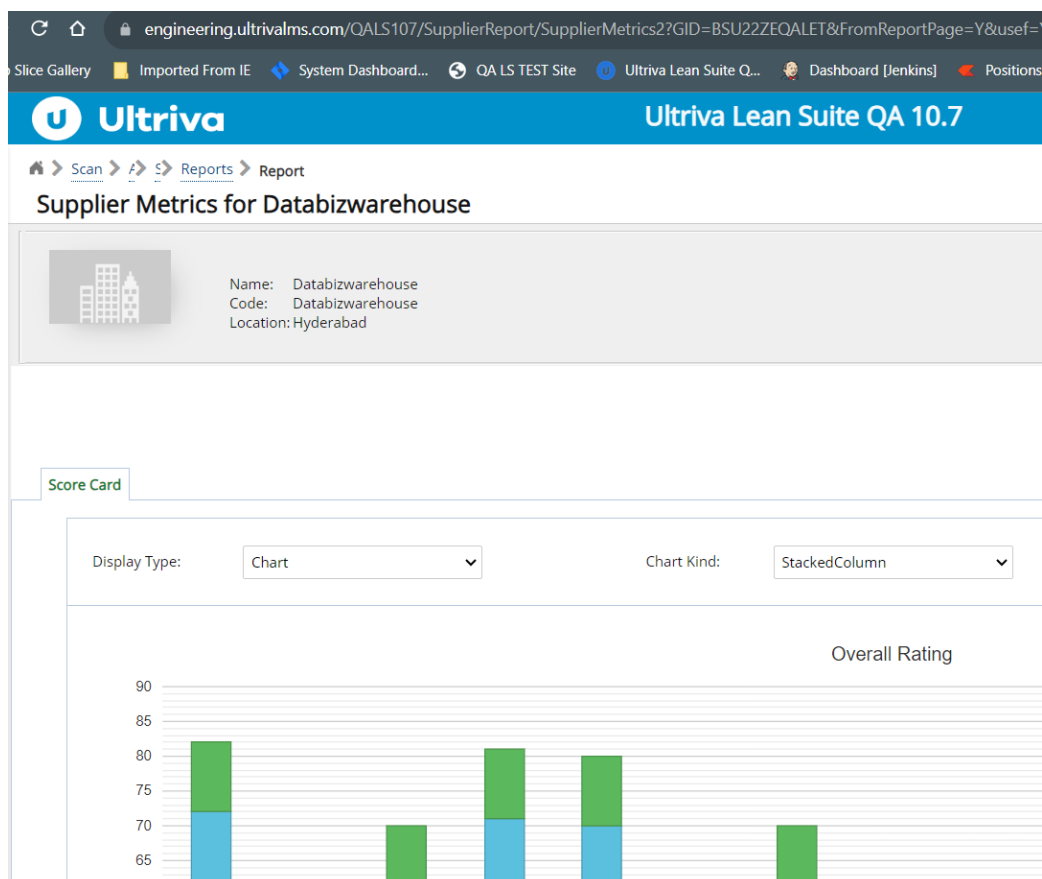 engineering.ultrivalms.com/QALS107/SupplierReport/SupplierMetrics2?GID=BSU22ZEQALET&FromReportPage=Y&usef=
Slice Gallery Imported From IE System Dashboard... QA LS TEST Site Ultriva Lean Suite Q... Dashboard [Jenkins] Positions
U Ultriva Ultriva Lean Suite QA 10.7
Scan Reports Report
Supplier Metrics for Databizwarehouse
Name: Databizwarehouse
Code: Databizwarehouse
Location: Hyderabad
Score Card
Display Type: Chart Chart Kind: StackedColumn
Overall Rating
90
85
80
75
70
65